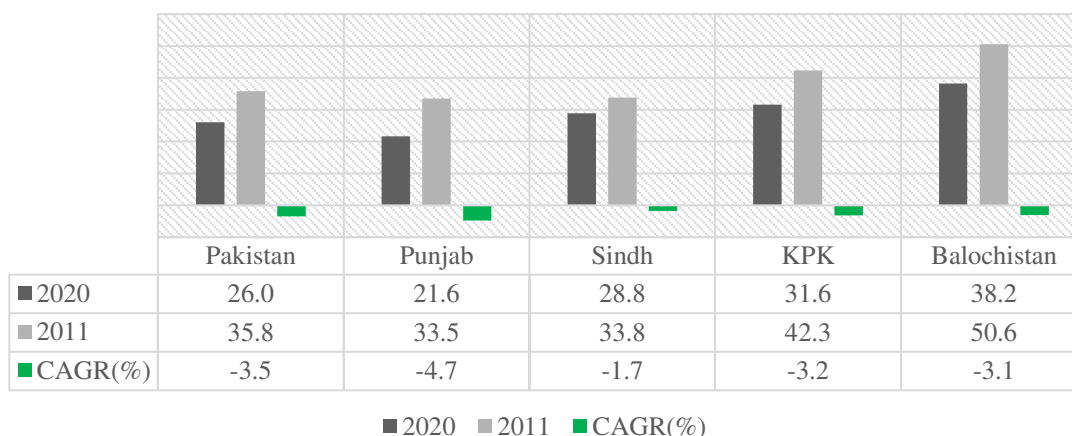 Pakistan Punjab Sindh KPK Balochistan
2020 26.0 21.6 28.8 31.6 38.2
2011 35.8 33.5 33.8 42.3 50.6
CAGR(%) -3.5 -4.7 -1.7 -3.2 -3.1
2020 2011 CAGR(%)